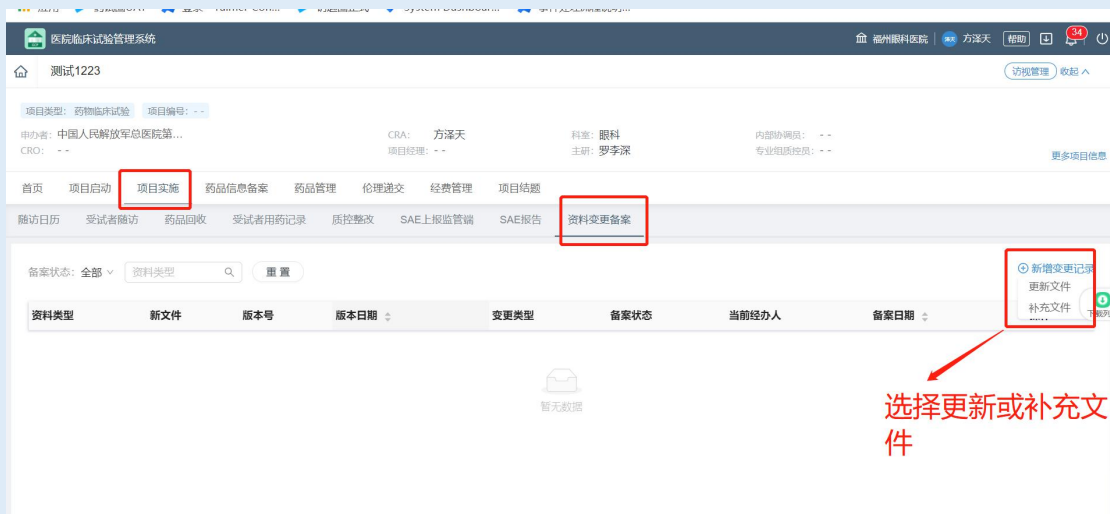 医院临床试验管理系统
福州眼科医院 方泽天 帮助 34
测试1223
访视管理 收起
项目类型: 药物临床试验 项目编号: - -
申办者: 中国人民解放军总医院第... CRA: 方泽天 科室: 眼科 内部协调员: - -
CRO: - - 项目经理: - - 主研: 罗李深 专业组质控员: - -
更多项目信息
首页 项目启动 项目实施 药品信息备案 药品管理 伦理递交 经费管理 项目结题
随访日历 受试者随访 药品回收 受试者用药记录 质控整改 SAE上报监管端 SAE报告 资料变更备案
备案状态: 全部 资料类型 重置
新增变更记录
更新文件
补充文件
资料类型 新文件 版本号 版本日期 变更类型 备案状态 当前经办人 备案日期
暂无数据
选择更新或补充文
件